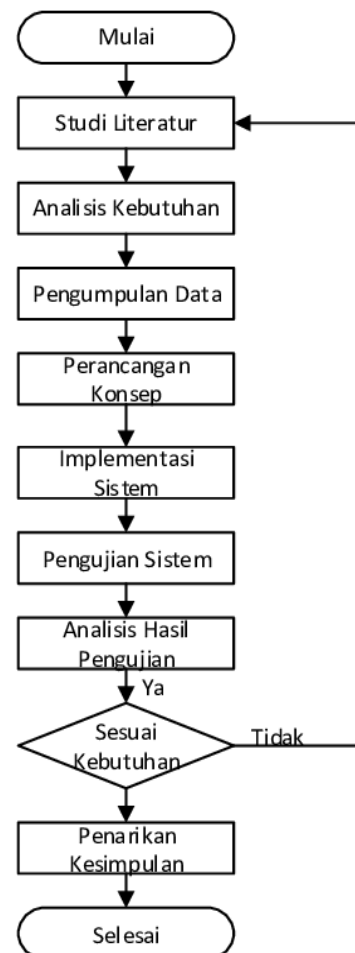 Mulai
Studi Literatur
Analisis Kebutuhan
Pengumpulan Data
Perancangan
Konsep
Implementasi
Sistem
Pengujian Sistem
Analisis Hasil
Pengujian
Ya
Sesuai
Kebutuhan
Tidak
Penarikan
Kesimpulan
Selesai